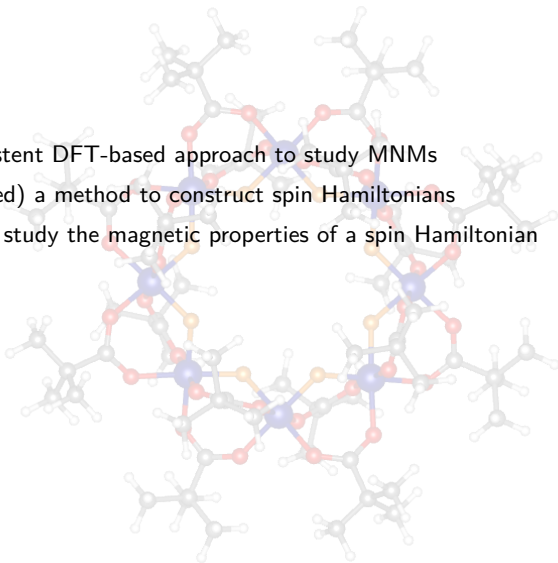 stent DFT-based approach to study MNMs
ed) a method to construct spin Hamiltonians
study the magnetic properties of a spin Hamiltonian